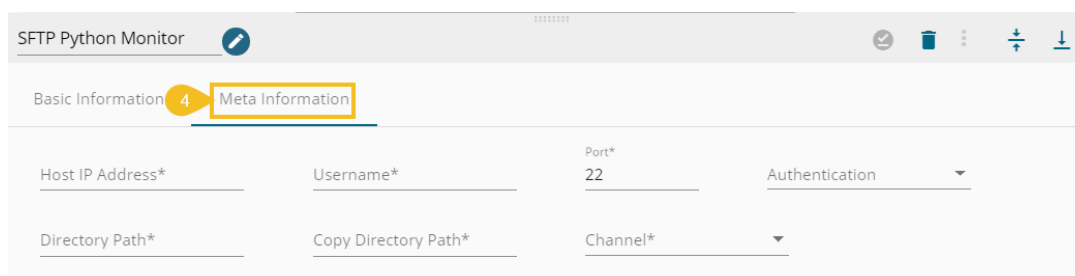 SFTP Python Monitor
Basic Information 4 Meta Information
Port*
Host IP Address* Username* 22 Authentication
Directory Path* Copy Directory Path* Channel*